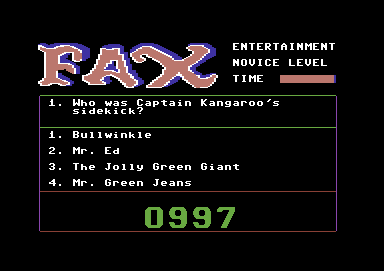 FAX
ENTERTAINMENT
NOVICE LEVEL
TIME
1. Who was Captain Kangaroo's
sidekick?
1. Bullwinkle
2. Mr. Ed
3. The Jolly Green Giant
4. Mr. Green Jeans
0997